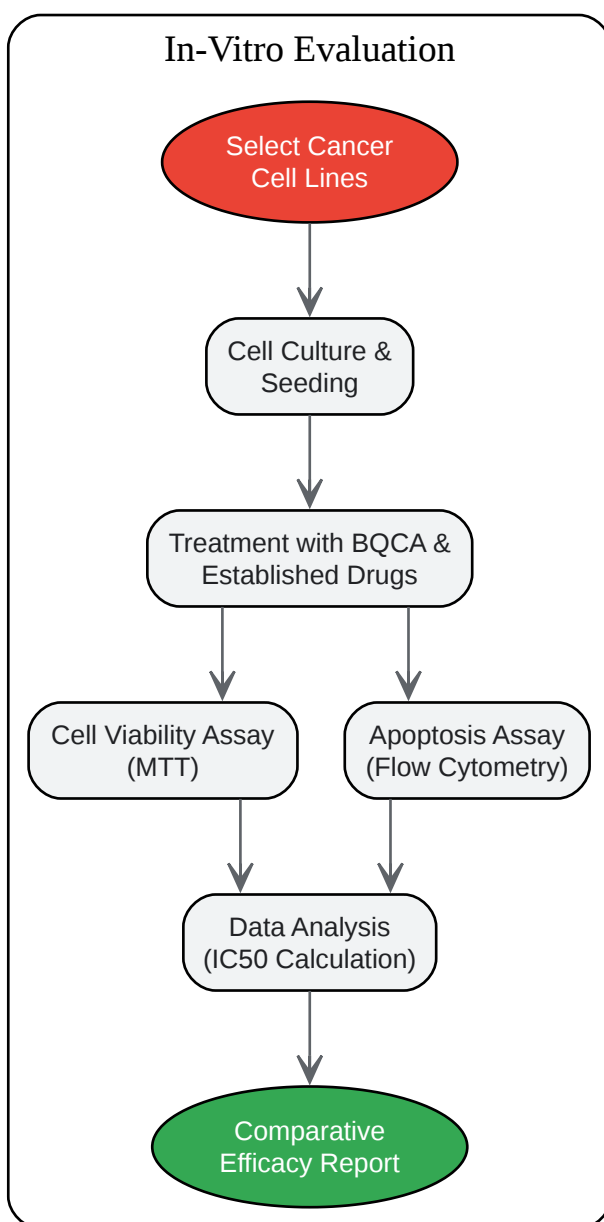 In-Vitro Evaluation
Select Cancer
Cell Lines
Cell Culture &
Seeding
Treatment with BQCA &
Established Drugs
Cell Viability Assay
(MTT)
Apoptosis Assay
(Flow Cytometry)
Data Analysis
(IC50 Calculation)
Comparative
Efficacy Report